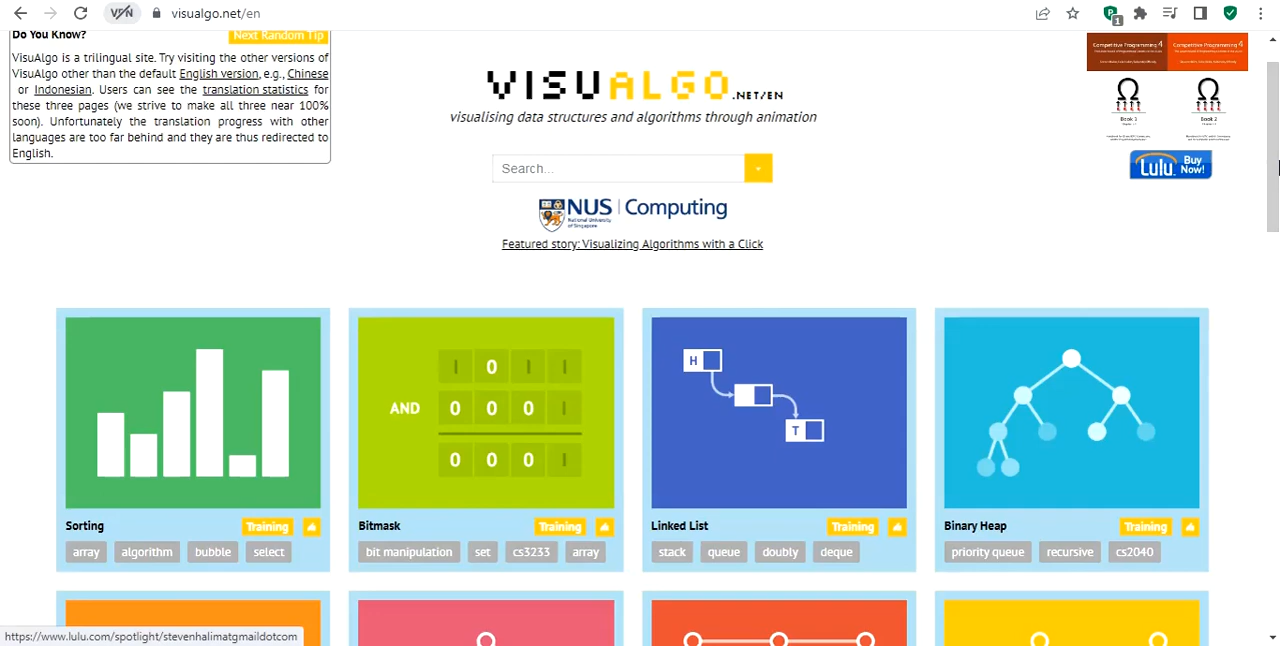 VPN
visualgo.net/en
1
Do You Know?
Next Random Tip
VisuAlgo is a trilingual site. Try visiting the other versions of
VisuAlgo other than the default English version, e.g., Chinese
or Indonesian. Users can see the translation statistics for
these three pages (we strive to make all three near 100%
soon). Unfortunately the translation progress with other
languages are too far behind and they are thus redirected to
English.
VISUALGO.NET/EN
visualising data structures and algorithms through animation
Search...
NUS Computing
National University
of Singapore
Featured story: Visualizing Algorithms with a Click
Competitive Programming 4
Competitive Programming 4
Book 1
Book 2
Lulu Buy
Now!
AND
I 0 I I
0 0 0 I
0 0 0 I
H
T
Sorting
Training
array
algorithm
bubble
select
Bitmask
Training
bit manipulation
set
cs3233
array
Linked List
Training
stack
queue
doubly
deque
Binary Heap
Training
priority queue
recursive
cs2040
https://www.lulu.com/spotlight/stevenhalimatgmaildotcom